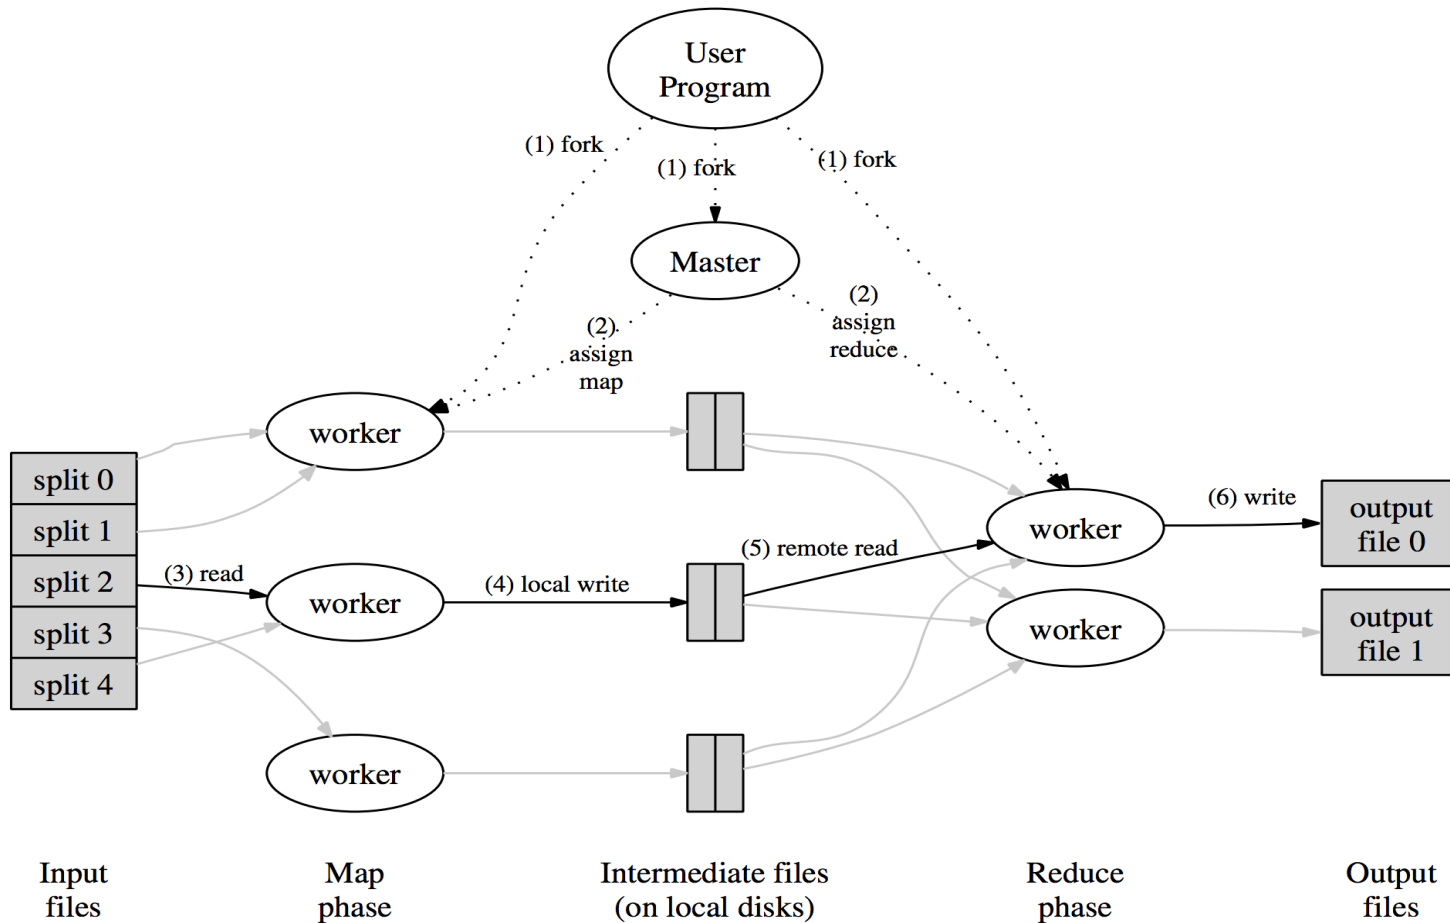 User
Program
(1) fork
(1) fork
(1) fork
Master
(2)
assign
map
(2)
assign
reduce
worker
split 0
split 1
split 2
split 3
split 4
(3) read
worker
(4) local write
worker
(5) remote read
worker
worker
(6) write
output
file 0
output
file 1
Input
files
Map
phase
Intermediate files
(on local disks)
Reduce
phase
Output
files